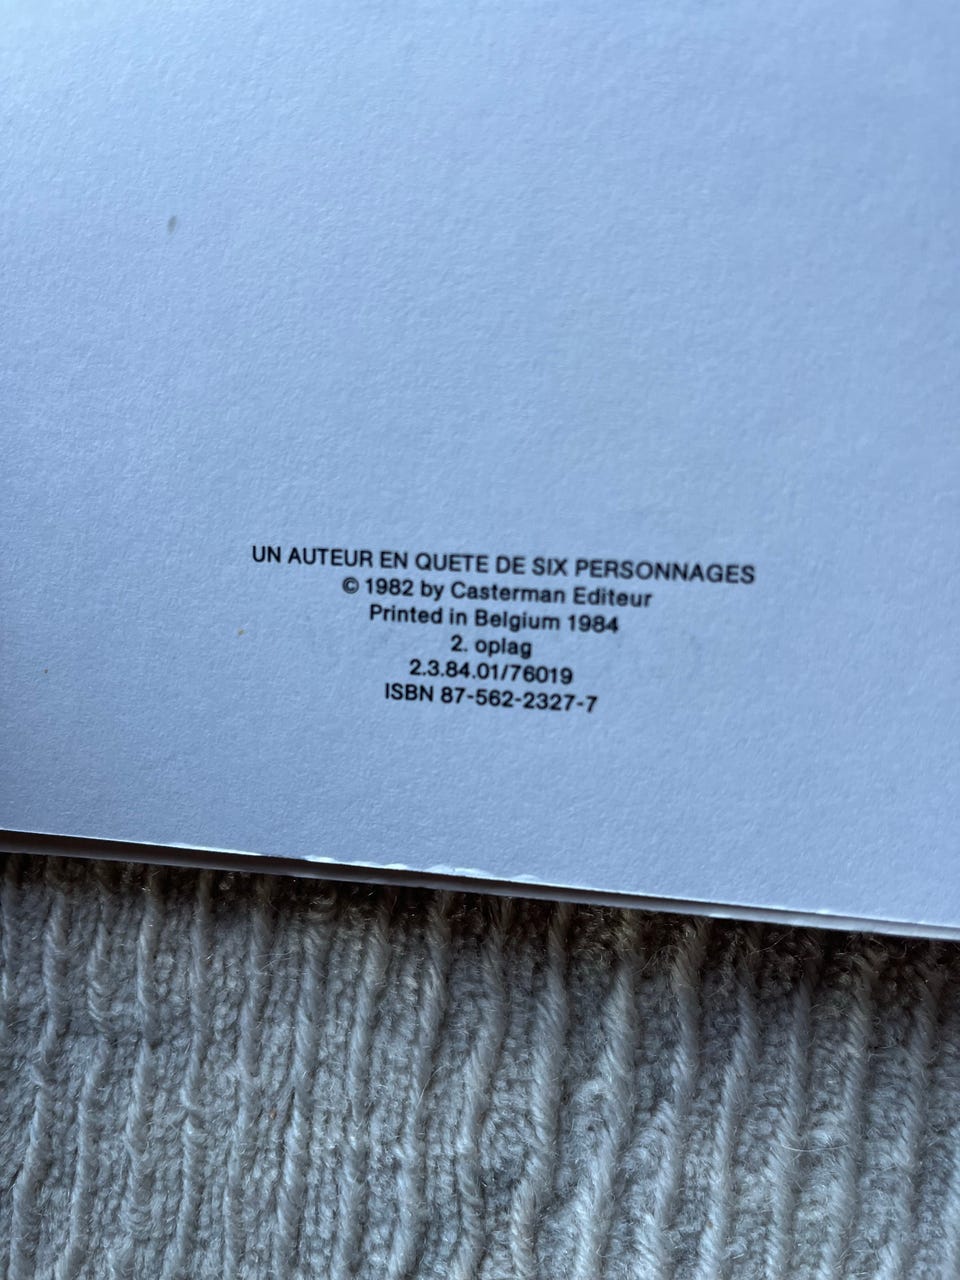 UN AUTEUR EN QUETE DE SIX PERSONNAGES
© 1982 by Casterman Editeur
Printed in Belgium 1984
2. oplag
2.3.84.01/76019
ISBN 87-562-2327-7